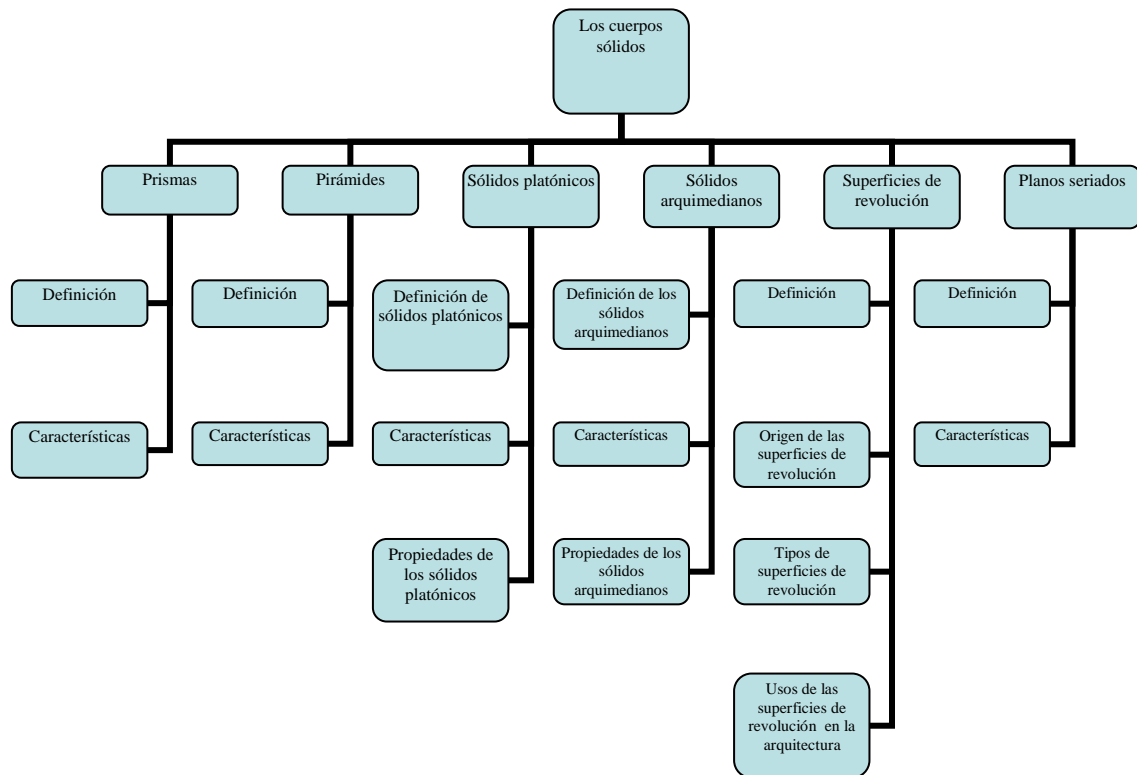 Los cuerpos
sólidos
Prismas
Pirámides
Sólidos platónicos
Sólidos
arquimedianos
Superficies de
revolución
Planos seriados
Definición
Definición
Definición de
sólidos platónicos
Definición de los
sólidos
arquimedianos
Definición
Definición
Características
Características
Características
Características
Origen de las
superficies de
revolución
Características
Propiedades de
los sólidos
platónicos
Propiedades de los
sólidos
arquimedianos
Tipos de
superficies de
revolución
Usos de las
superficies de
revolución en la
arquitectura